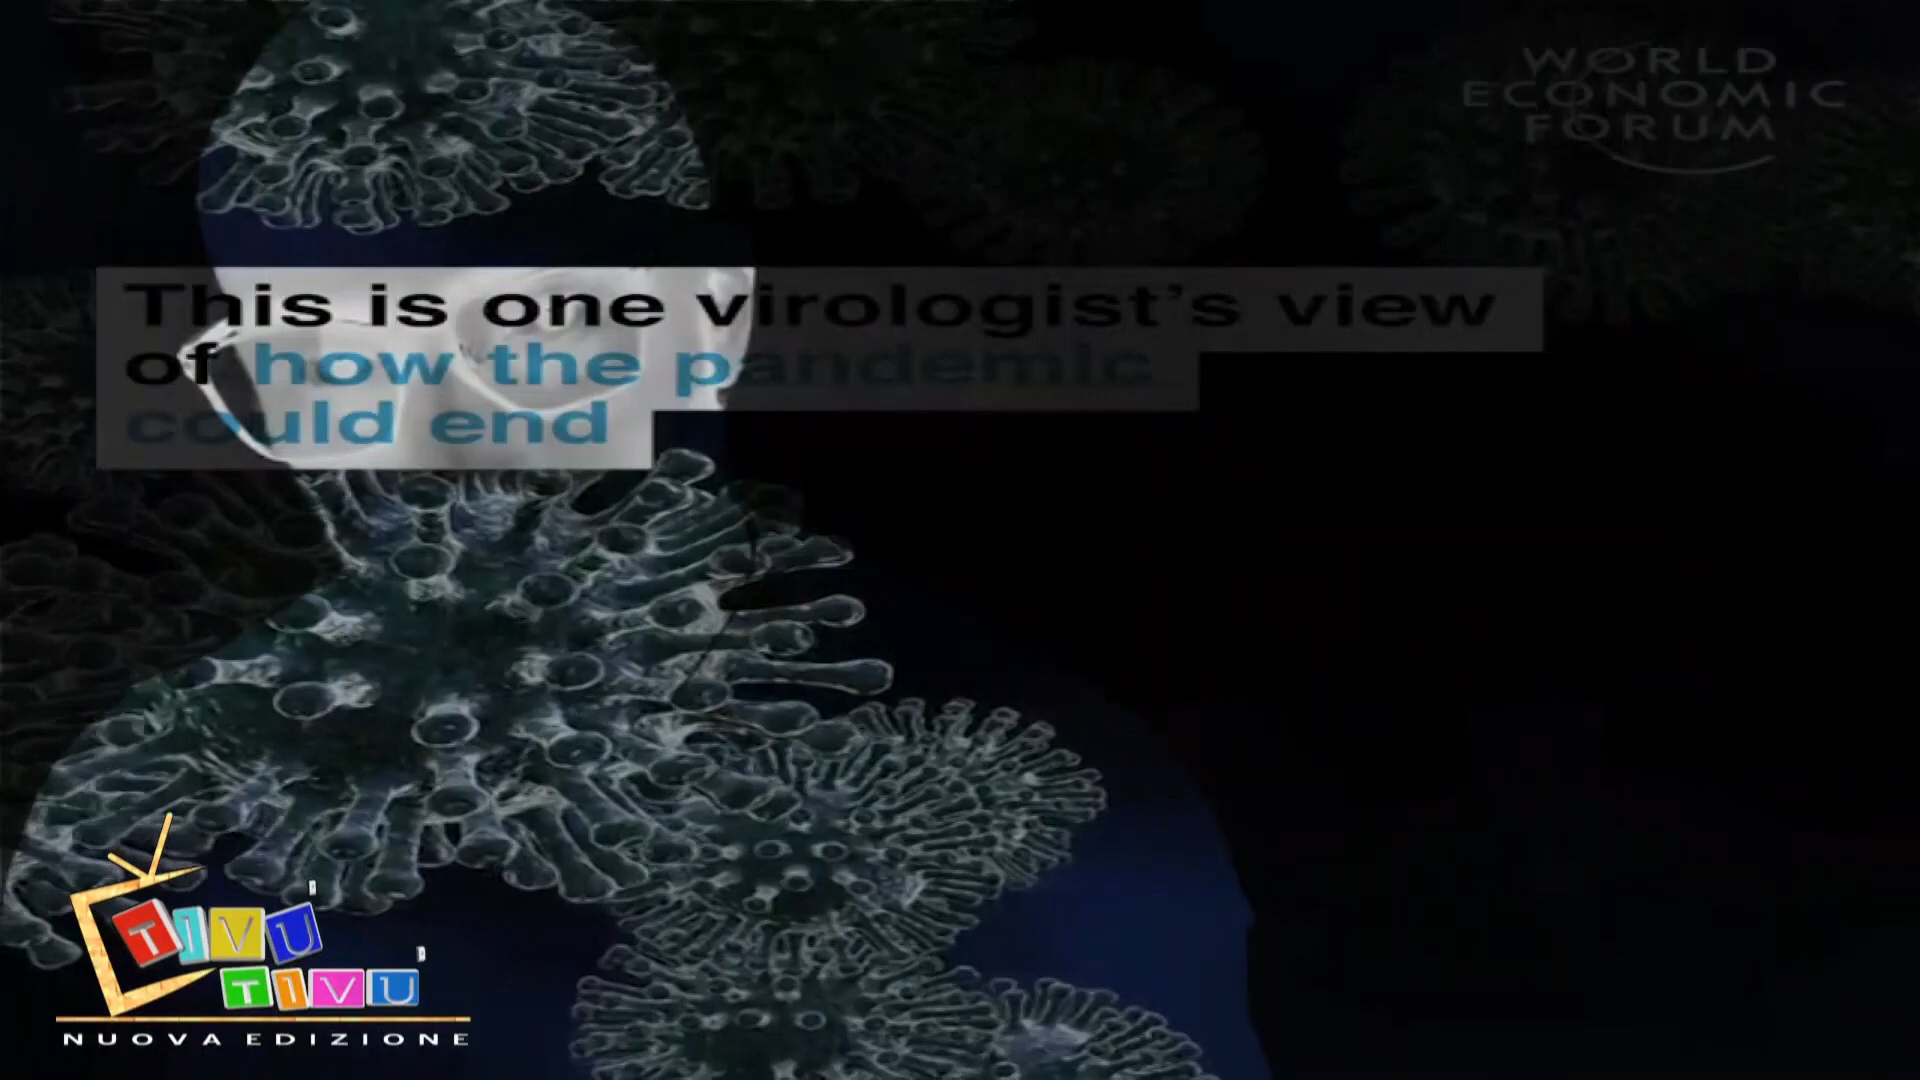 WORLD
ECONOMIC
FORUM
This is one virologist's view
of how the pandemic
could end
TIVU'
TIVU'
NUOVA EDIZIONE